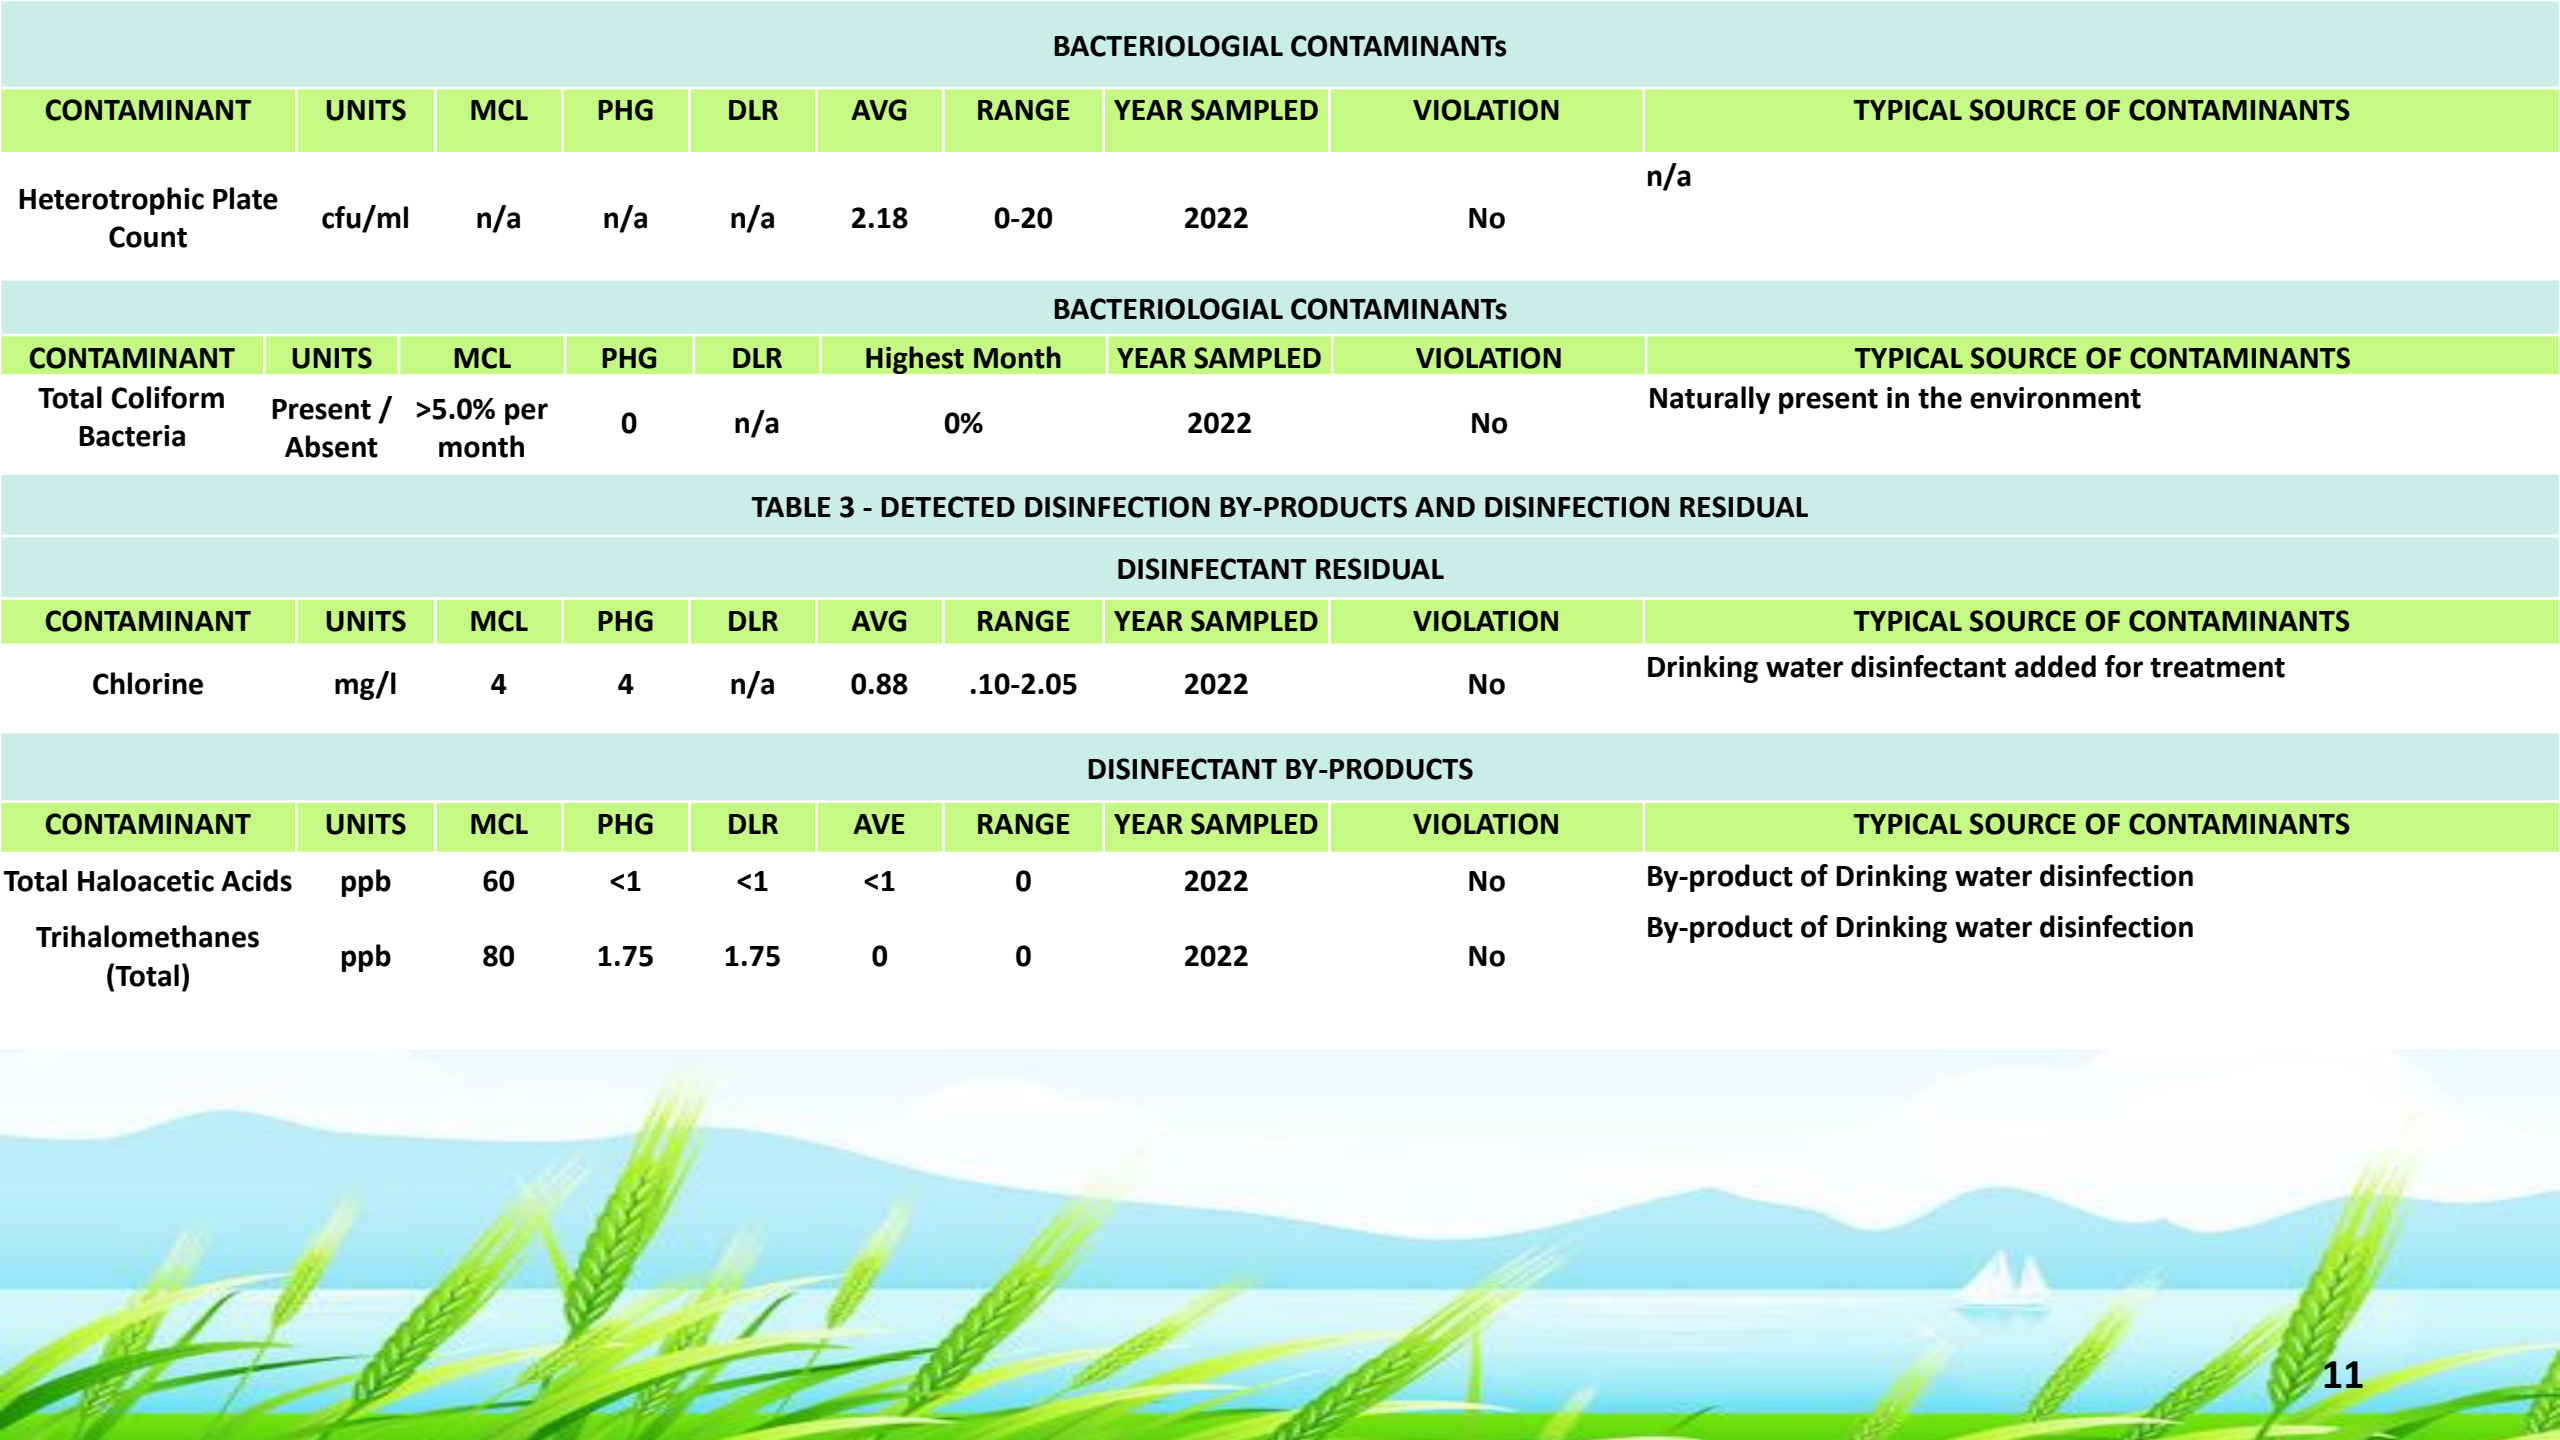 BACTERIOLOGIAL CONTAMINANTs
CONTAMINANT UNITS MCL PHG DLR AVG RANGE YEAR SAMPLED VIOLATION TYPICAL SOURCE OF CONTAMINANTS
Heterotrophic Plate Count cfu/ml n/a n/a n/a 2.18 0-20 2022 No n/a
BACTERIOLOGIAL CONTAMINANTs
CONTAMINANT UNITS MCL PHG DLR Highest Month YEAR SAMPLED VIOLATION TYPICAL SOURCE OF CONTAMINANTS
Total Coliform Bacteria Present / Absent >5.0% per month 0 n/a 0% 2022 No Naturally present in the environment
TABLE 3 - DETECTED DISINFECTION BY-PRODUCTS AND DISINFECTION RESIDUAL
DISINFECTANT RESIDUAL
CONTAMINANT UNITS MCL PHG DLR AVG RANGE YEAR SAMPLED VIOLATION TYPICAL SOURCE OF CONTAMINANTS
Chlorine mg/l 4 4 n/a 0.88 .10-2.05 2022 No Drinking water disinfectant added for treatment
DISINFECTANT BY-PRODUCTS
CONTAMINANT UNITS MCL PHG DLR AVE RANGE YEAR SAMPLED VIOLATION TYPICAL SOURCE OF CONTAMINANTS
Total Haloacetic Acids ppb 60 <1 <1 <1 0 2022 No By-product of Drinking water disinfection
Trihalomethanes (Total) ppb 80 1.75 1.75 0 0 2022 No By-product of Drinking water disinfection
11